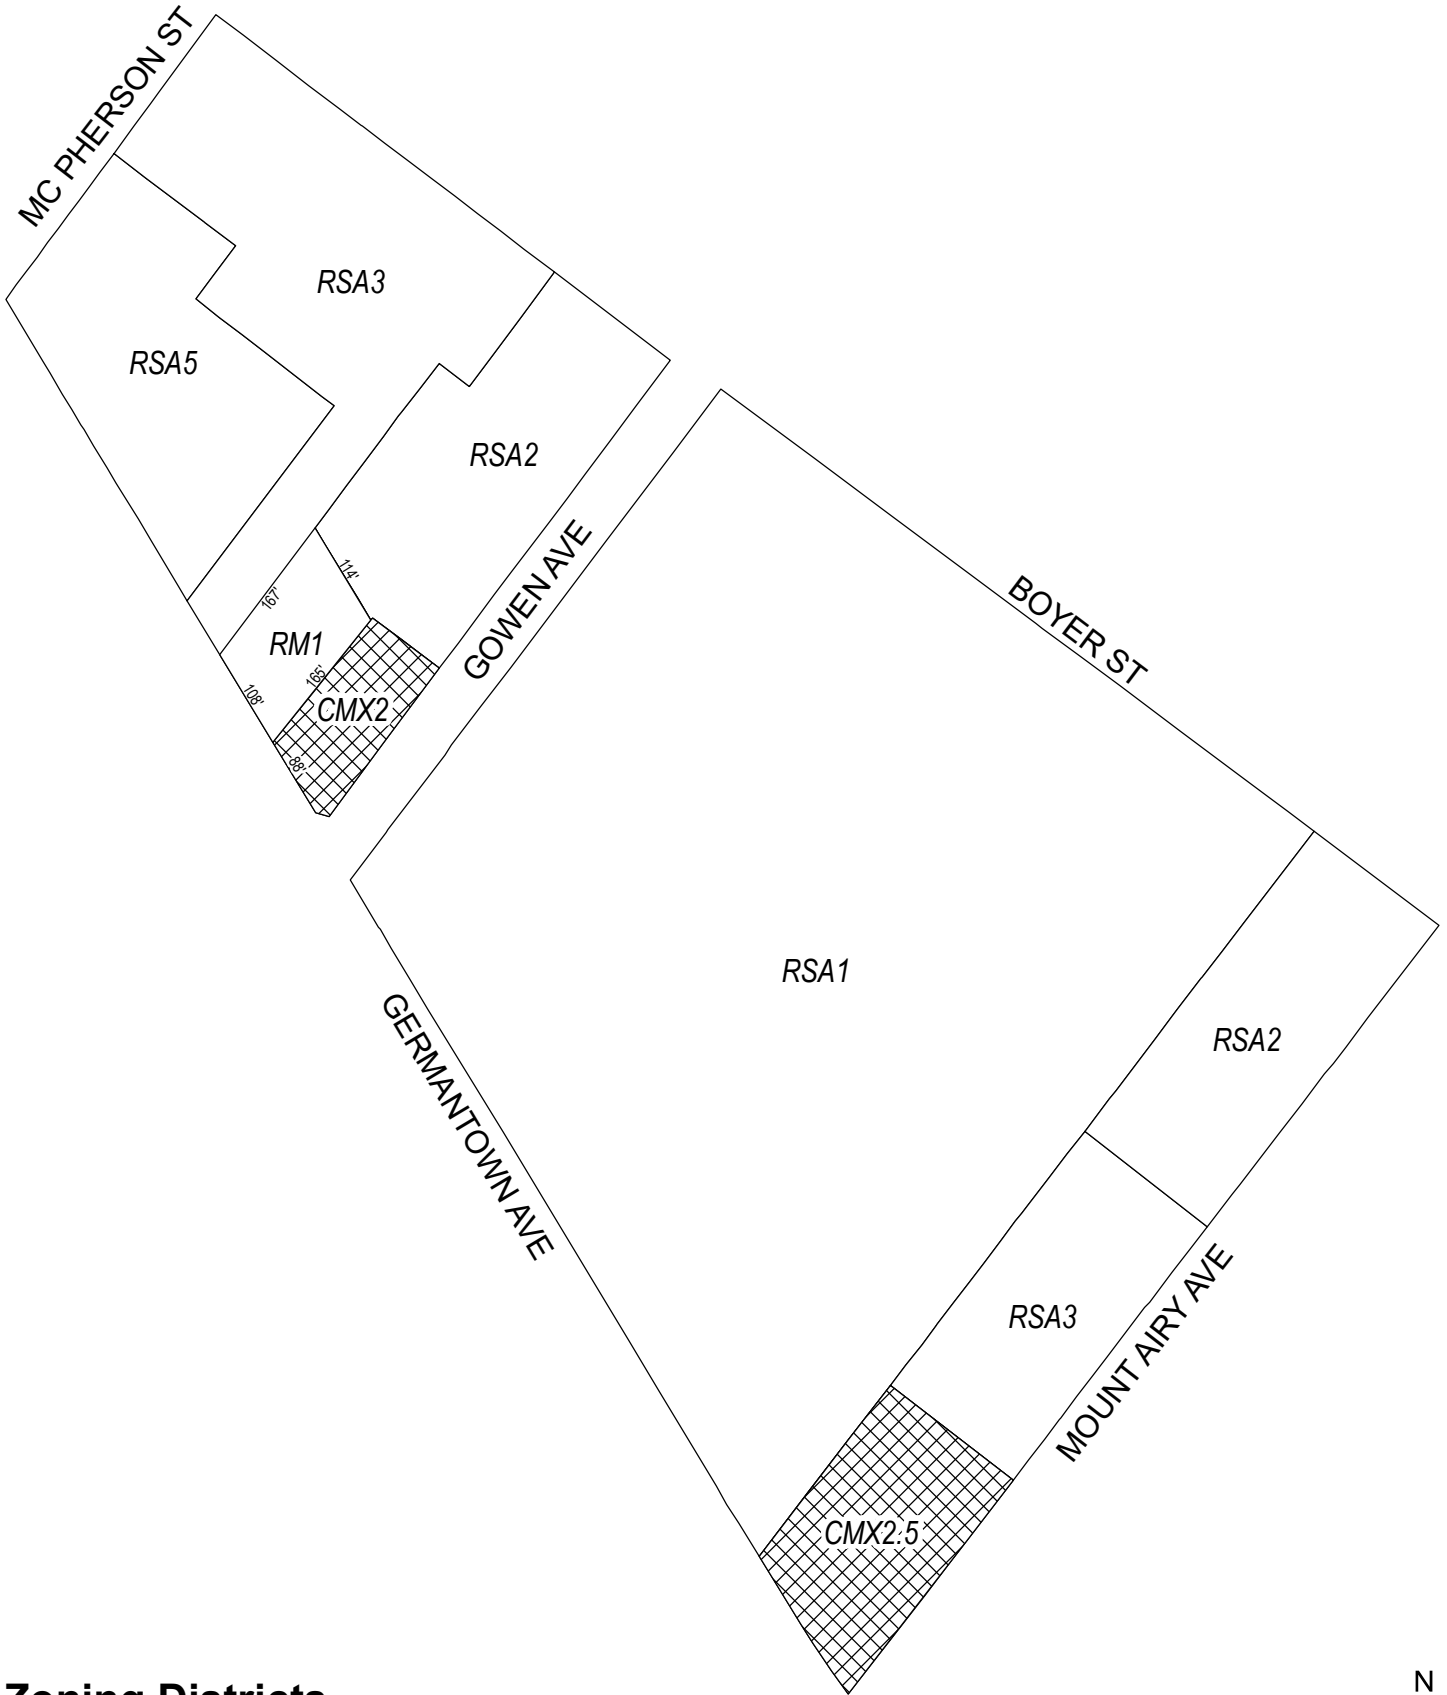 MC PHERSON ST
RSA3
RSA5
RSA2
114'
GOWEN AVE
167'
BOYER ST
RM1
165'
108'
CMX2
88'
RSA1
GERMANTOWN AVE
RSA2
RSA3
MOUNT AIRY AVE
CMX2.5
Zoning Districts
N